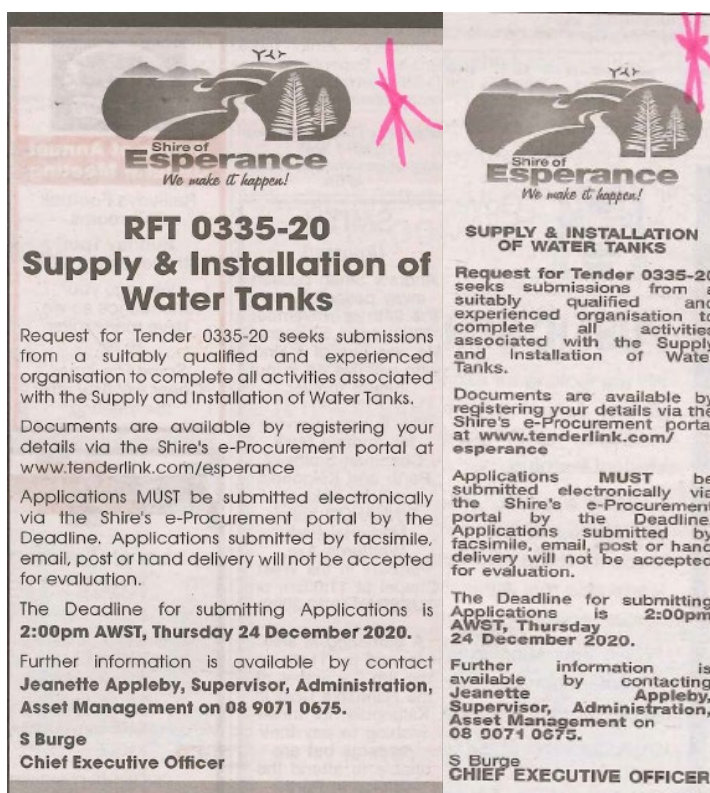 Shire of
Esperance
We make it happen!
RFT 0335-20
Supply & Installation of
Water Tanks
Request for Tender 0335-20 seeks submissions
from a suitably qualified and experienced
organisation to complete all activities associated
with the Supply and Installation of Water Tanks.
Documents are available by registering your
details via the Shire's e-Procurement portal at
www.tenderlink.com/esperance
Applications MUST be submitted electronically
via the Shire's e-Procurement portal by the
Deadline. Applications submitted by facsimile,
email, post or hand delivery will not be accepted
for evaluation.
The Deadline for submitting Applications is
2:00pm AWST, Thursday 24 December 2020.
Further information is available by contact
Jeanette Appleby, Supervisor, Administration,
Asset Management on 08 9071 0675.
S Burge
Chief Executive Officer
Shire of
Esperance
We make it happen!
SUPPLY & INSTALLATION
OF WATER TANKS
Request for Tender 0335-20
seeks submissions from a
suitably qualified and
experienced organisation to
complete all activities
associated with the Supply
and Installation of Water
Tanks.
Documents are available by
registering your details via the
Shire's e-Procurement portal
at www.tenderlink.com/
esperance
Applications MUST be
submitted electronically via
the Shire's e-Procurement
portal by the Deadline.
Applications submitted by
facsimile, email, post or hand
delivery will not be accepted
for evaluation.
The Deadline for submitting
Applications is 2:00pm
AWST, Thursday
24 December 2020.
Further information is
available by contacting
Jeanette Appleby,
Supervisor, Administration,
Asset Management on
08 9071 0675.
S Burge
CHIEF EXECUTIVE OFFICER